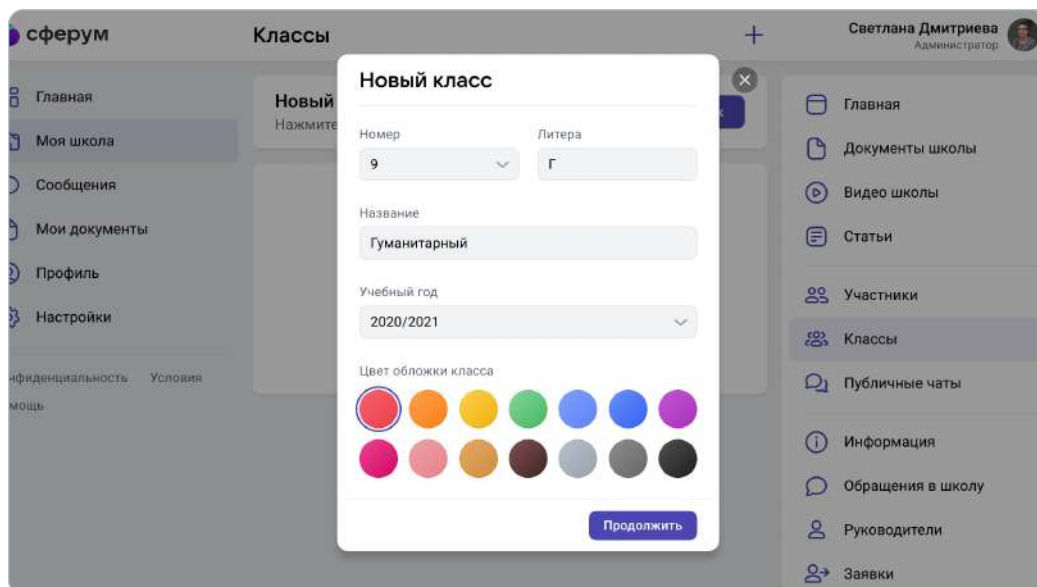 сферум
Классы
Светлана Дмитриева
Администратор
Главная
Моя школа
Сообщения
Мои документы
Профиль
Настройки
Условия
Новый
Нажмите
Новый класс
Номер
Литера
9
Г
Название
Гуманитарный
Учебный год
2020/2021
Цвет обложки класса
Продолжить
Главная
Документы школы
Видео школы
Статьи
Участники
Классы
Публичные чаты
Информация
Обращения в школу
Руководители
Заявки